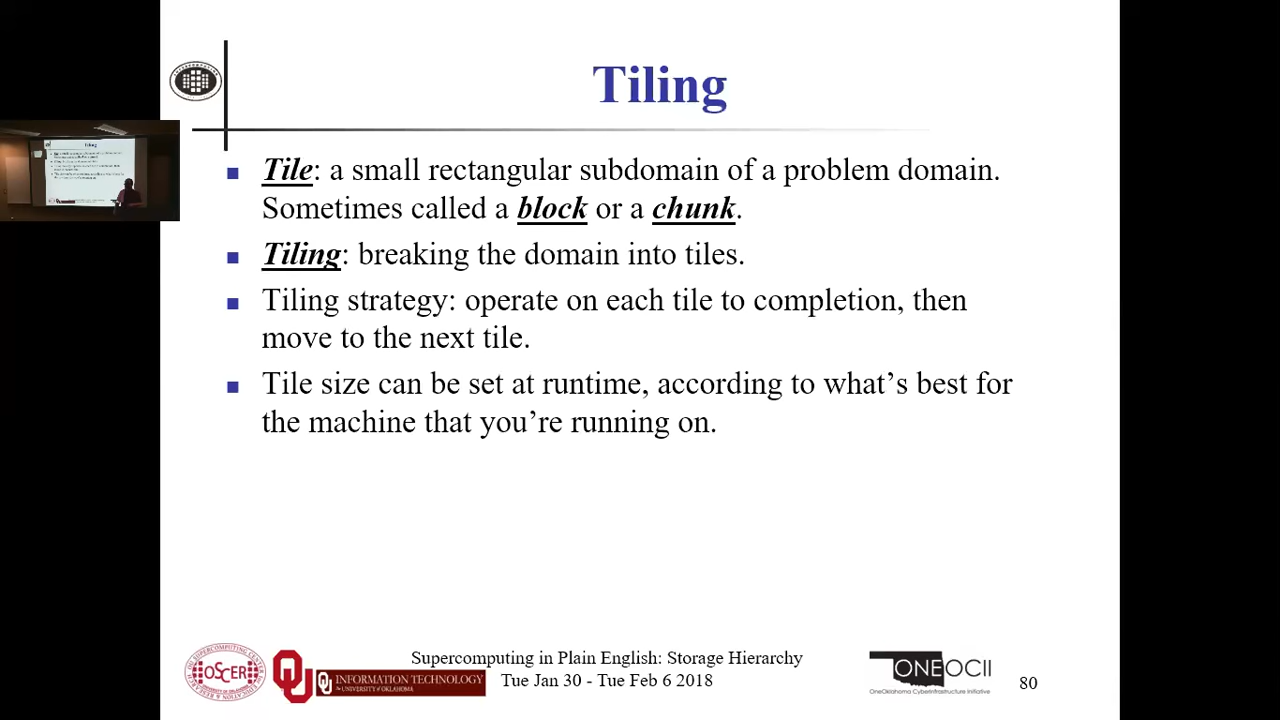 Tiling
Tile: a small rectangular subdomain of a problem domain.
Sometimes called a block or a chunk.
Tiling: breaking the domain into tiles.
Tiling strategy: operate on each tile to completion, then
move to the next tile.
Tile size can be set at runtime, according to what’s best for
the machine that you’re running on.
Supercomputing in Plain English: Storage Hierarchy
Tue Jan 30 - Tue Feb 6 2018
80
OSCER
INFORMATION TECHNOLOGY
The UNIVERSITY OF OKLAHOMA
ONEOCII
OneOklahoma Cyberinfrastructure Initiative